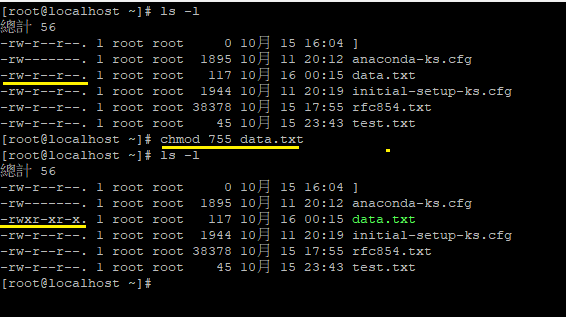 [root@localhost ~]# ls -l
總計 56
-rw-r--r--. 1 root root     0 10月 15 16:04 ]
-rw-------. 1 root root  1895 10月 11 20:12 anaconda-ks.cfg
-rw-r--r--. 1 root root   117 10月 16 00:15 data.txt
-rw-r--r--. 1 root root  1944 10月 11 20:19 initial-setup-ks.cfg
-rw-r--r--. 1 root root 38378 10月 15 17:55 rfc854.txt
-rw-r--r--. 1 root root    45 10月 15 23:43 test.txt
[root@localhost ~]# chmod 755 data.txt
[root@localhost ~]# ls -l
總計 56
-rw-r--r--. 1 root root     0 10月 15 16:04 ]
-rw-------. 1 root root  1895 10月 11 20:12 anaconda-ks.cfg
-rwxr-xr-x. 1 root root   117 10月 16 00:15 data.txt
-rw-r--r--. 1 root root  1944 10月 11 20:19 initial-setup-ks.cfg
-rw-r--r--. 1 root root 38378 10月 15 17:55 rfc854.txt
-rw-r--r--. 1 root root    45 10月 15 23:43 test.txt
[root@localhost ~]#